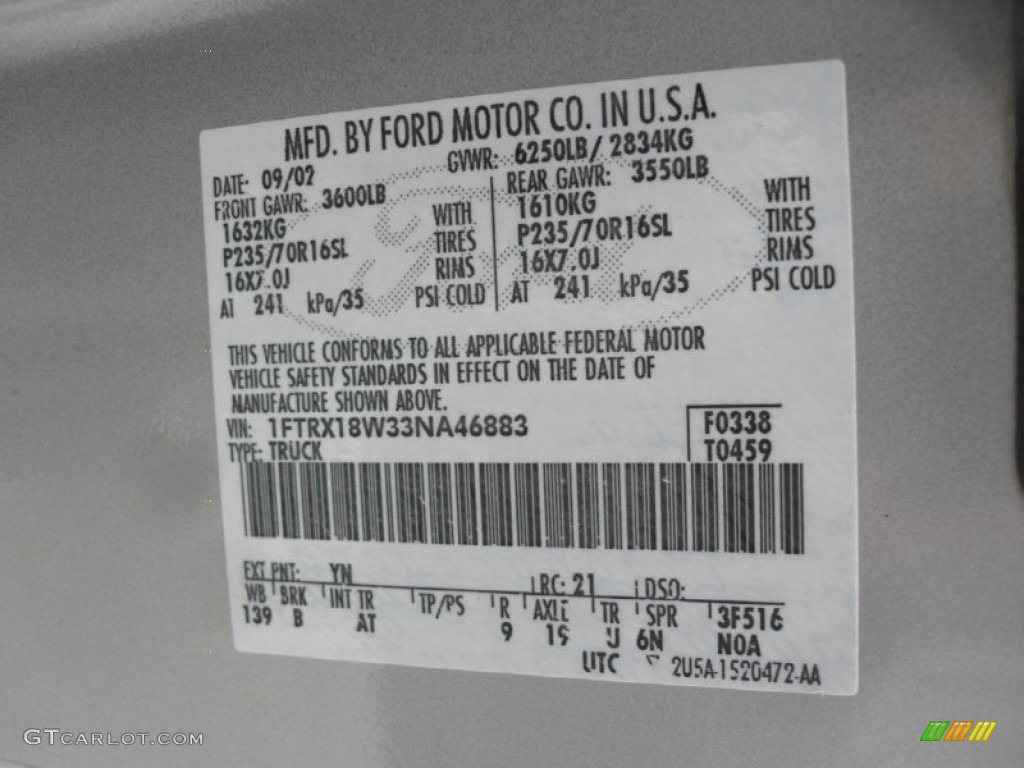 MFD. BY FORD MOTOR CO. IN U.S.A.
DATE: 09/02 GVWR: 6250LB/ 2834KG
FRONT GAWR: 3600LB REAR GAWR: 3550LB
1632KG WITH 1610KG WITH
P235/70R16SL TIRES P235/70R16SL TIRES
16X7.0J RIMS 16X7.0J RIMS
AT 241 kPa/35 PSI COLD AT 241 kPa/35 PSI COLD
THIS VEHICLE CONFORMS TO ALL APPLICABLE FEDERAL MOTOR
VEHICLE SAFETY STANDARDS IN EFFECT ON THE DATE OF
MANUFACTURE SHOWN ABOVE.
VIN: 1FTRX18W33NA46883 F0338
TYPE: TRUCK T0459
EXT PNT: YN RC: 21 DSO:
WB BRK INT TR TP/PS R AXLE TR SPR 3F516
139 B AT 9 19 6N NOA
UTC 2U5A-1520472-AA
GTCARLOT.COM